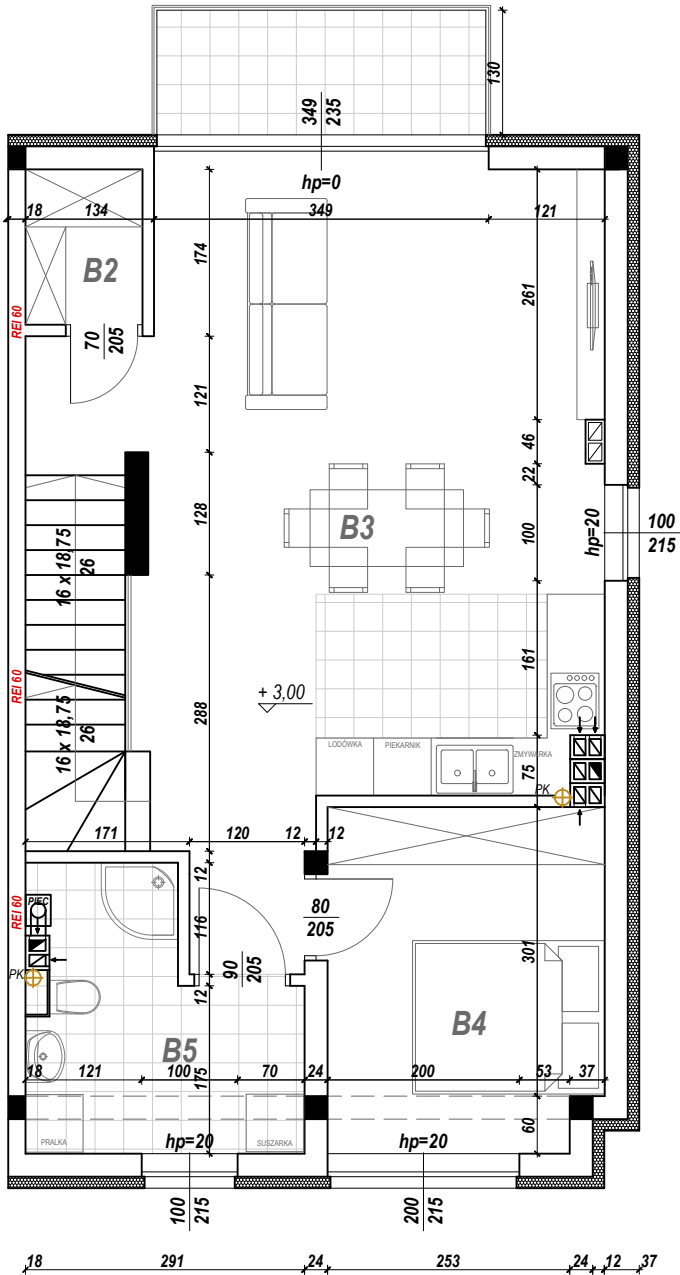 130
349
235
hp=0
18 134 349 121
B2
174
261
REI 60
70
205
121
46
22
128
B3
100
hp=20
100
215
16 x 18,75
26
161
REI 60
+ 3,00
288
16 x 18,75
26
LODÓWKA PIEKARNIK
ZMYWARKA
75
PK
171 120 12 12
12
80
205
116
REI 60
PIEC
301
90
205
PK
12
B4
B5
18 121 100 70 24 200 53 37
175
60
PRALKA hp=20 SUSZARKA hp=20
100
215
200
215
18 291 24 253 24 12 37